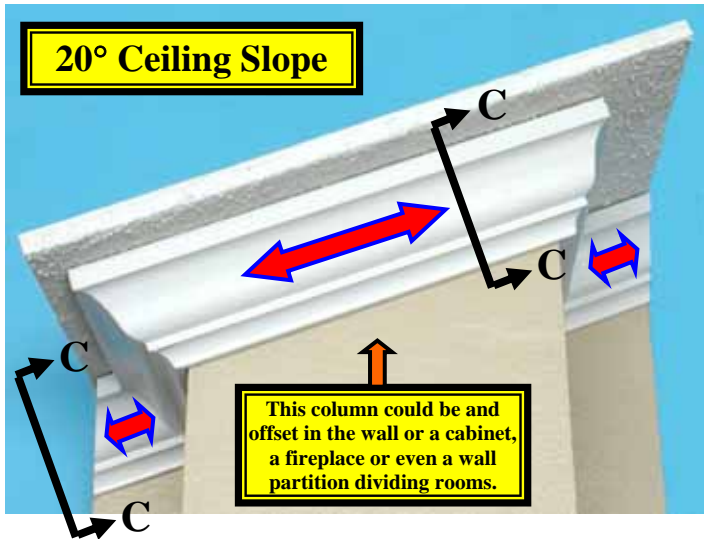 20° Ceiling Slope
C
C
C
C
This column could be and
offset in the wall or a cabinet,
a fireplace or even a wall
partition dividing rooms.